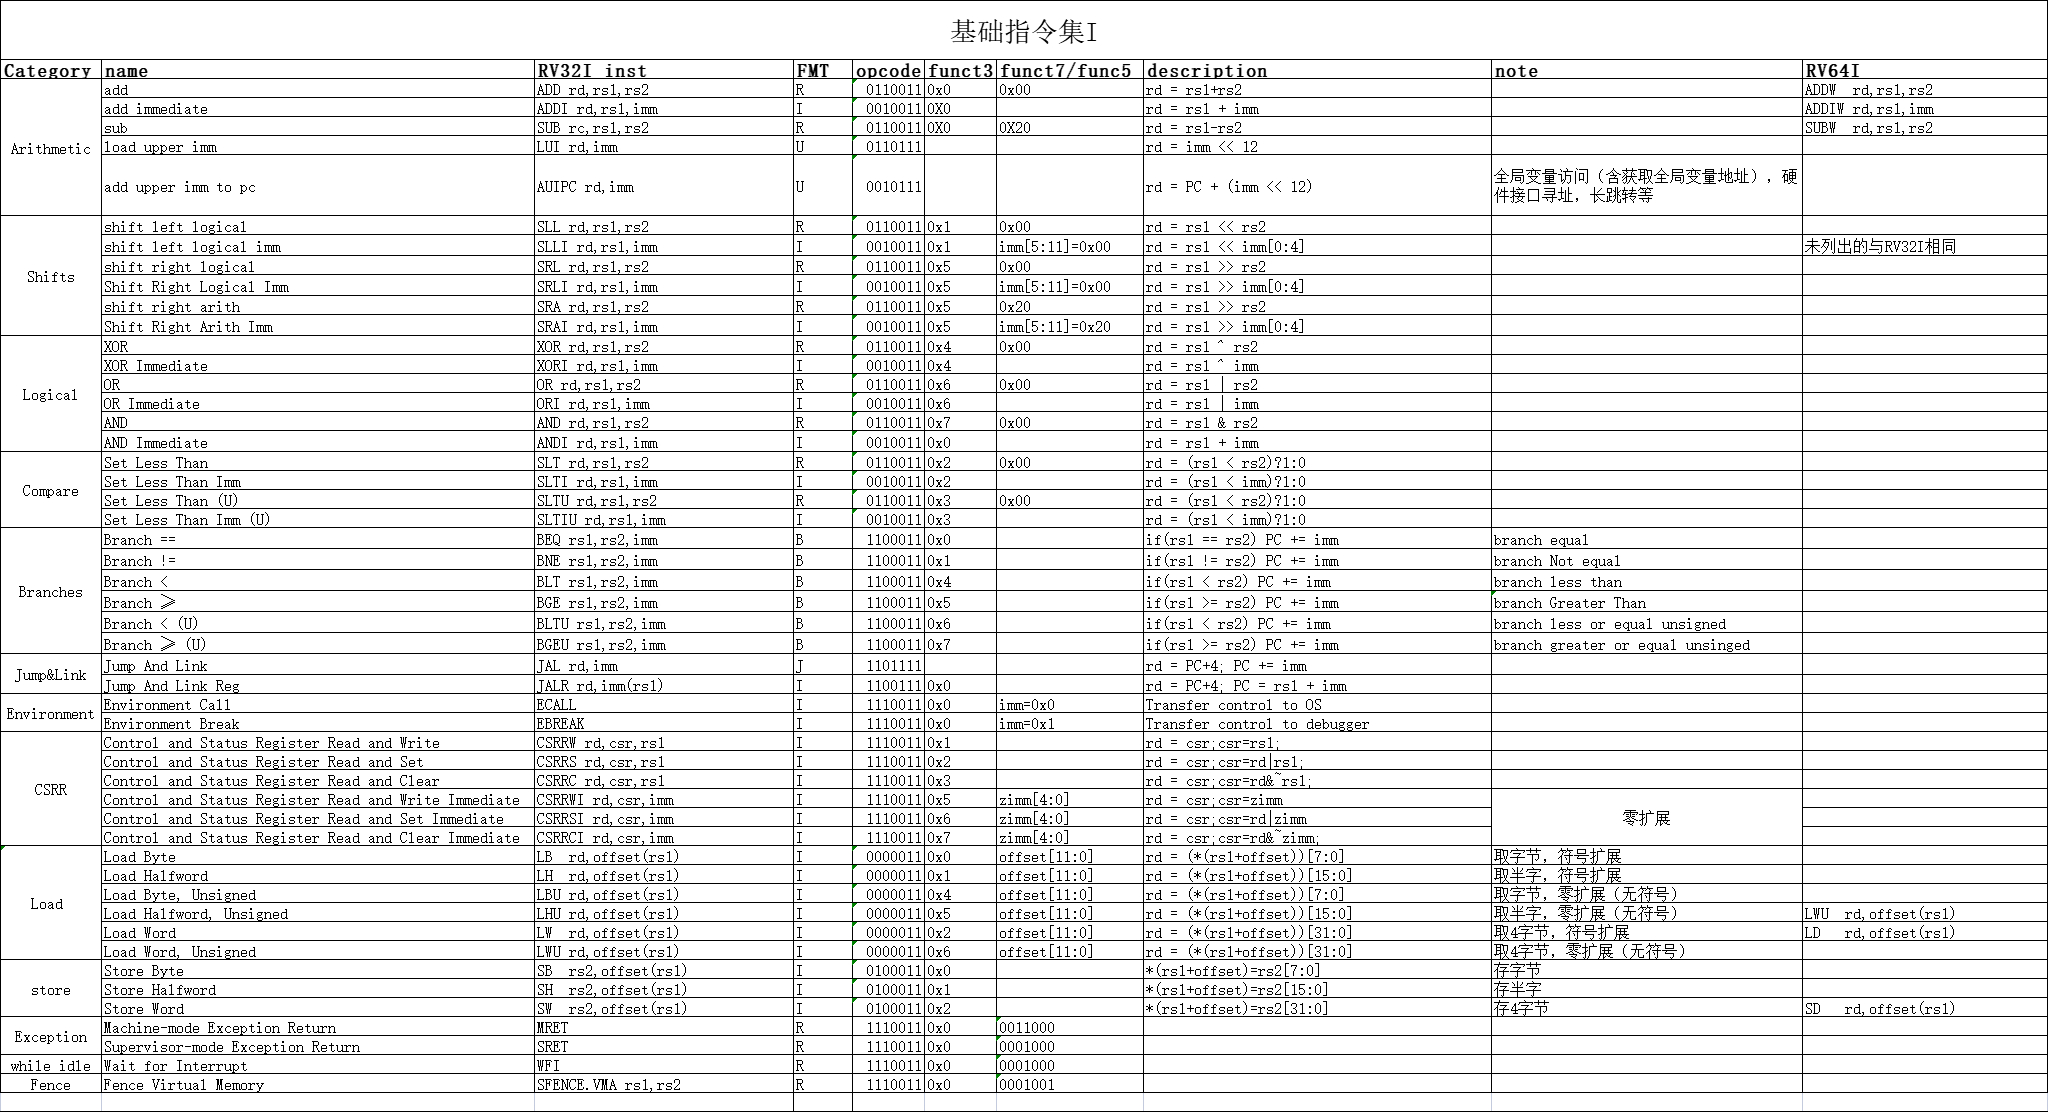 基础指令集I
Category name RV32I inst FMT opcode funct3 funct7/func5 description note RV64I
Arithmetic
add ADD rd,rs1,rs2 R 0110011 0x0 0x00 rd = rs1+rs2 ADDW rd,rs1,rs2
add immediate ADDI rd,rs1,imm I 0010011 0X0 rd = rs1 + imm ADDIW rd,rs1,imm
sub SUB rc,rs1,rs2 R 0110011 0X0 0X20 rd = rs1-rs2 SUBW rd,rs1,rs2
load upper imm LUI rd,imm U 0110111 rd = imm << 12
add upper imm to pc AUIPC rd,imm U 0010111 rd = PC + (imm << 12) 全局变量访问（含获取全局变量地址），硬
件接口寻址，长跳转等
Shifts
shift left logical SLL rd,rs1,rs2 R 0110011 0x1 0x00 rd = rs1 << rs2
shift left logical imm SLLI rd,rs1,imm I 0010011 0x1 imm[5:11]=0x00 rd = rs1 << imm[0:4] 未列出的与RV32I相同
shift right logical SRL rd,rs1,rs2 R 0110011 0x5 0x00 rd = rs1 >> rs2
Shift Right Logical Imm SRLI rd,rs1,imm I 0010011 0x5 imm[5:11]=0x00 rd = rs1 >> imm[0:4]
shift right arith SRA rd,rs1,rs2 R 0110011 0x5 0x20 rd = rs1 >> rs2
Shift Right Arith Imm SRAI rd,rs1,imm I 0010011 0x5 imm[5:11]=0x20 rd = rs1 >> imm[0:4]
Logical
XOR XOR rd,rs1,rs2 R 0110011 0x4 0x00 rd = rs1 ^ rs2
XOR Immediate XORI rd,rs1,imm I 0010011 0x4 rd = rs1 ^ imm
OR OR rd,rs1,rs2 R 0110011 0x6 0x00 rd = rs1 | rs2
OR Immediate ORI rd,rs1,imm I 0010011 0x6 rd = rs1 | imm
AND AND rd,rs1,rs2 R 0110011 0x7 0x00 rd = rs1 & rs2
AND Immediate ANDI rd,rs1,imm I 0010011 0x0 rd = rs1 + imm
Compare
Set Less Than SLT rd,rs1,rs2 R 0110011 0x2 0x00 rd = (rs1 < rs2)?1:0
Set Less Than Imm SLTI rd,rs1,imm I 0010011 0x2 rd = (rs1 < imm)?1:0
Set Less Than (U) SLTU rd,rs1,rs2 R 0110011 0x3 0x00 rd = (rs1 < rs2)?1:0
Set Less Than Imm (U) SLTIU rd,rs1,imm I 0010011 0x3 rd = (rs1 < imm)?1:0
Branches
Branch == BEQ rs1,rs2,imm B 1100011 0x0 if(rs1 == rs2) PC += imm branch equal
Branch != BNE rs1,rs2,imm B 1100011 0x1 if(rs1 != rs2) PC += imm branch Not equal
Branch < BLT rs1,rs2,imm B 1100011 0x4 if(rs1 < rs2) PC += imm branch less than
Branch ≥ BGE rs1,rs2,imm B 1100011 0x5 if(rs1 >= rs2) PC += imm branch Greater Than
Branch < (U) BLTU rs1,rs2,imm B 1100011 0x6 if(rs1 < rs2) PC += imm branch less or equal unsigned
Branch ≥ (U) BGEU rs1,rs2,imm B 1100011 0x7 if(rs1 >= rs2) PC += imm branch greater or equal unsinged
Jump&Link
Jump And Link JAL rd,imm J 1101111 rd = PC+4; PC += imm
Jump And Link Reg JALR rd,imm(rs1) I 1100111 0x0 rd = PC+4; PC = rs1 + imm
Environment
Environment Call ECALL I 1110011 0x0 imm=0x0 Transfer control to OS
Environment Break EBREAK I 1110011 0x0 imm=0x1 Transfer control to debugger
CSRR
Control and Status Register Read and Write CSRRW rd,csr,rs1 I 1110011 0x1 rd = csr;csr=rs1;
Control and Status Register Read and Set CSRRS rd,csr,rs1 I 1110011 0x2 rd = csr;csr=rd|rs1;
Control and Status Register Read and Clear CSRRC rd,csr,rs1 I 1110011 0x3 rd = csr;csr=rd&~rs1;
Control and Status Register Read and Write Immediate CSRRWI rd,csr,imm I 1110011 0x5 zimm[4:0] rd = csr;csr=zimm
Control and Status Register Read and Set Immediate CSRRSI rd,csr,imm I 1110011 0x6 zimm[4:0] rd = csr;csr=rd|zimm 零扩展
Control and Status Register Read and Clear Immediate CSRRCI rd,csr,imm I 1110011 0x7 zimm[4:0] rd = csr;csr=rd&~zimm;
Load
Load Byte LB rd,offset(rs1) I 0000011 0x0 offset[11:0] rd = (*(rs1+offset))[7:0] 取字节，符号扩展
Load Halfword LH rd,offset(rs1) I 0000011 0x1 offset[11:0] rd = (*(rs1+offset))[15:0] 取半字，符号扩展
Load Byte, Unsigned LBU rd,offset(rs1) I 0000011 0x4 offset[11:0] rd = (*(rs1+offset))[7:0] 取字节，零扩展（无符号）
Load Halfword, Unsigned LHU rd,offset(rs1) I 0000011 0x5 offset[11:0] rd = (*(rs1+offset))[15:0] 取半字，零扩展（无符号） LWU rd,offset(rs1)
Load Word LW rd,offset(rs1) I 0000011 0x2 offset[11:0] rd = (*(rs1+offset))[31:0] 取4字节，符号扩展 LD rd,offset(rs1)
Load Word, Unsigned LWU rd,offset(rs1) I 0000011 0x6 offset[11:0] rd = (*(rs1+offset))[31:0] 取4字节，零扩展（无符号）
store
Store Byte SB rs2,offset(rs1) I 0100011 0x0 *(rs1+offset)=rs2[7:0] 存字节
Store Halfword SH rs2,offset(rs1) I 0100011 0x1 *(rs1+offset)=rs2[15:0] 存半字
Store Word SW rs2,offset(rs1) I 0100011 0x2 *(rs1+offset)=rs2[31:0] 存4字节 SD rd,offset(rs1)
Exception
Machine-mode Exception Return MRET R 1110011 0x0 0011000
Supervisor-mode Exception Return SRET R 1110011 0x0 0001000
while idle Wait for Interrupt WFI R 1110011 0x0 0001000
Fence Fence Virtual Memory SFENCE.VMA rs1,rs2 R 1110011 0x0 0001001